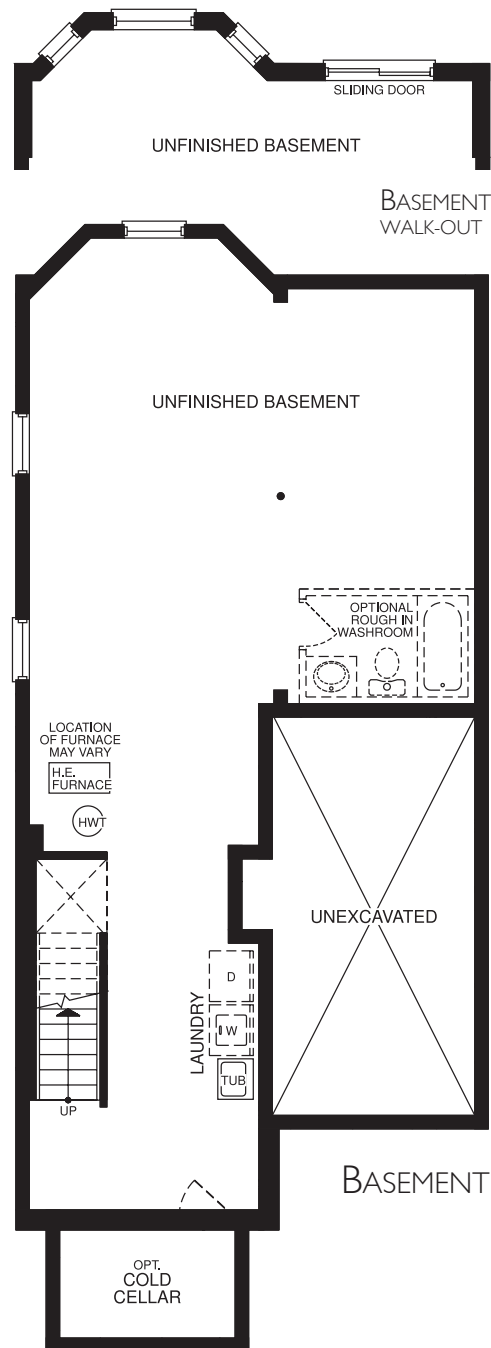 SLIDING DOOR
UNFINISHED BASEMENT
BASEMENT
WALK-OUT
UNFINISHED BASEMENT
OPTIONAL
ROUGH IN
WASHROOM
LOCATION
OF FURNACE
MAY VARY
H.E.
FURNACE
HWT
UNEXCAVATED
D
LAUNDRY
W
TUB
UP
BASEMENT
OPT.
COLD
CELLAR